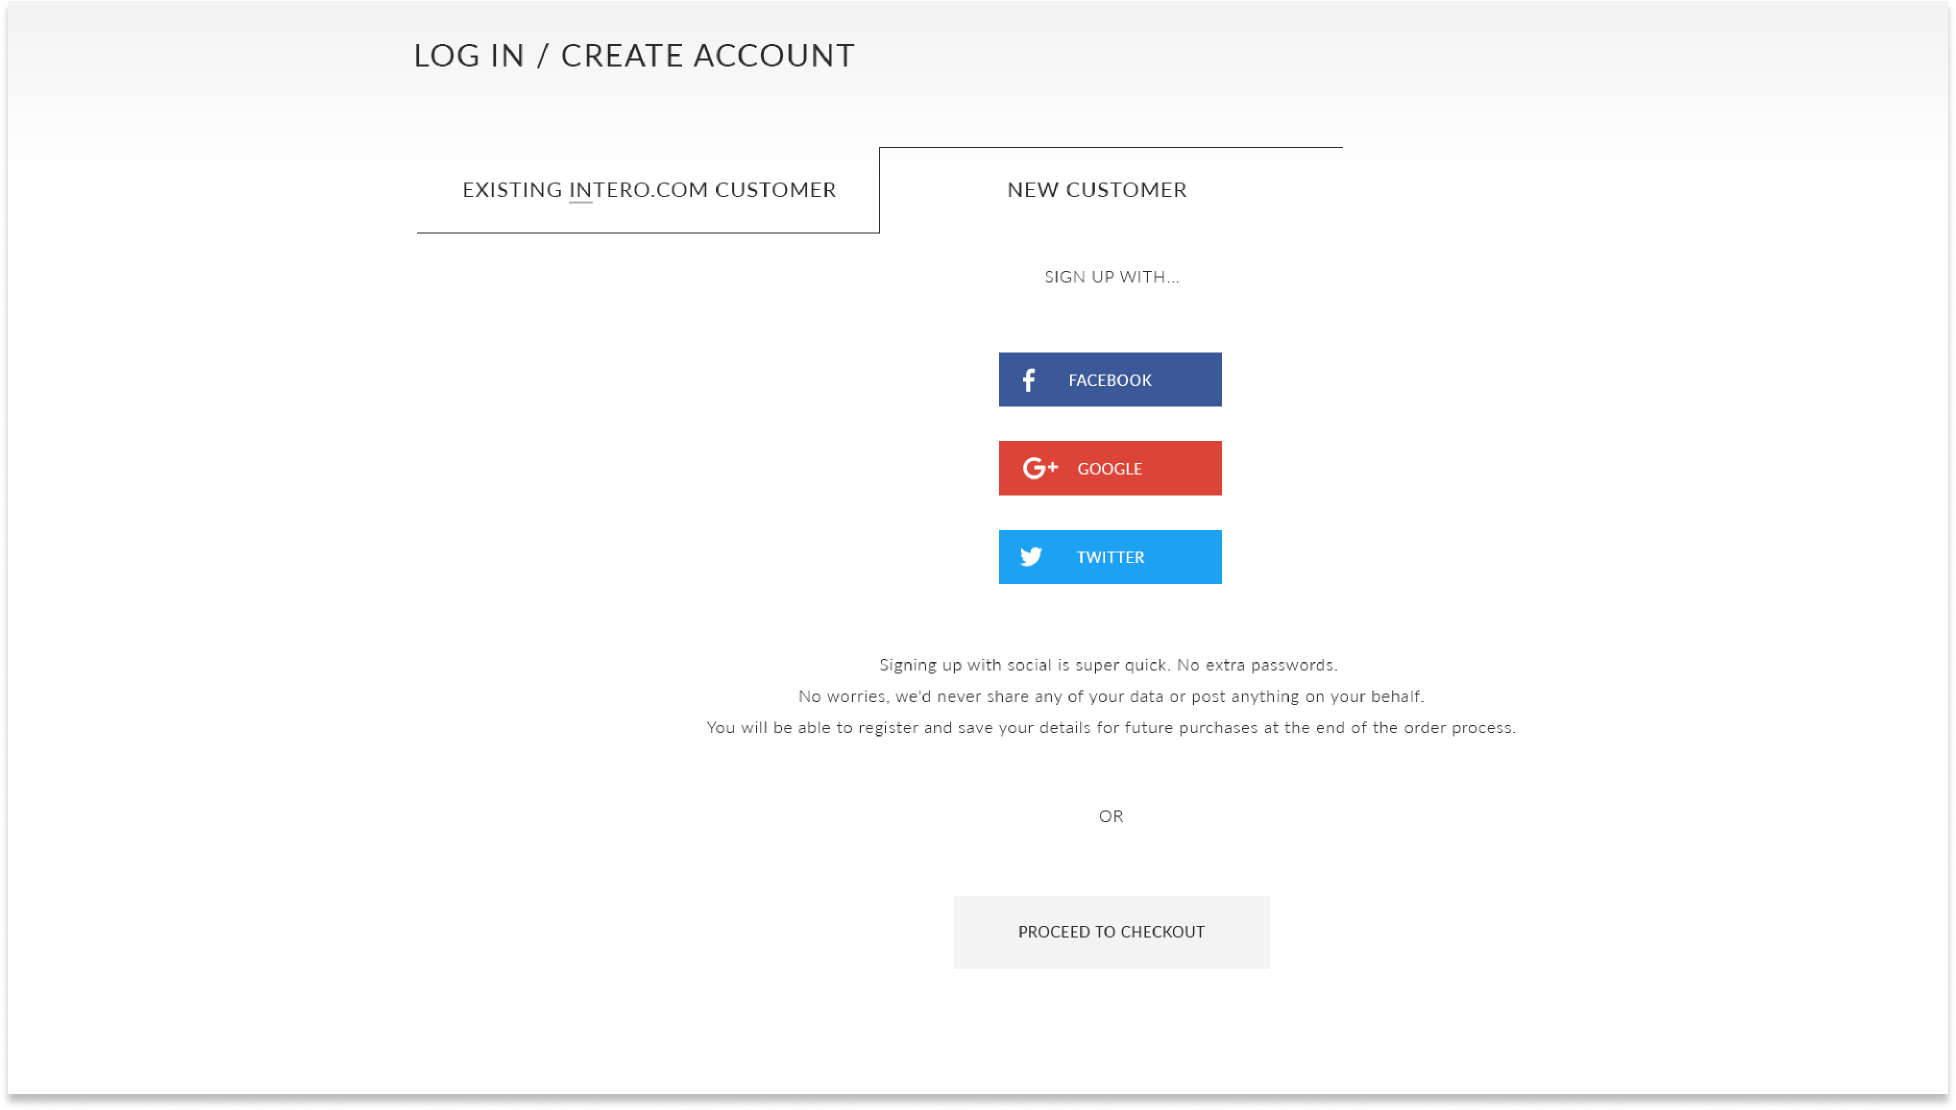 LOG IN / CREATE ACCOUNT
EXISTING INTERO.COM CUSTOMER
NEW CUSTOMER
SIGN UP WITH...
FACEBOOK
G+ GOOGLE
TWITTER
Signing up with social is super quick. No extra passwords.
No worries, we'd never share any of your data or post anything on your behalf.
You will be able to register and save your details for future purchases at the end of the order process.
OR
PROCEED TO CHECKOUT